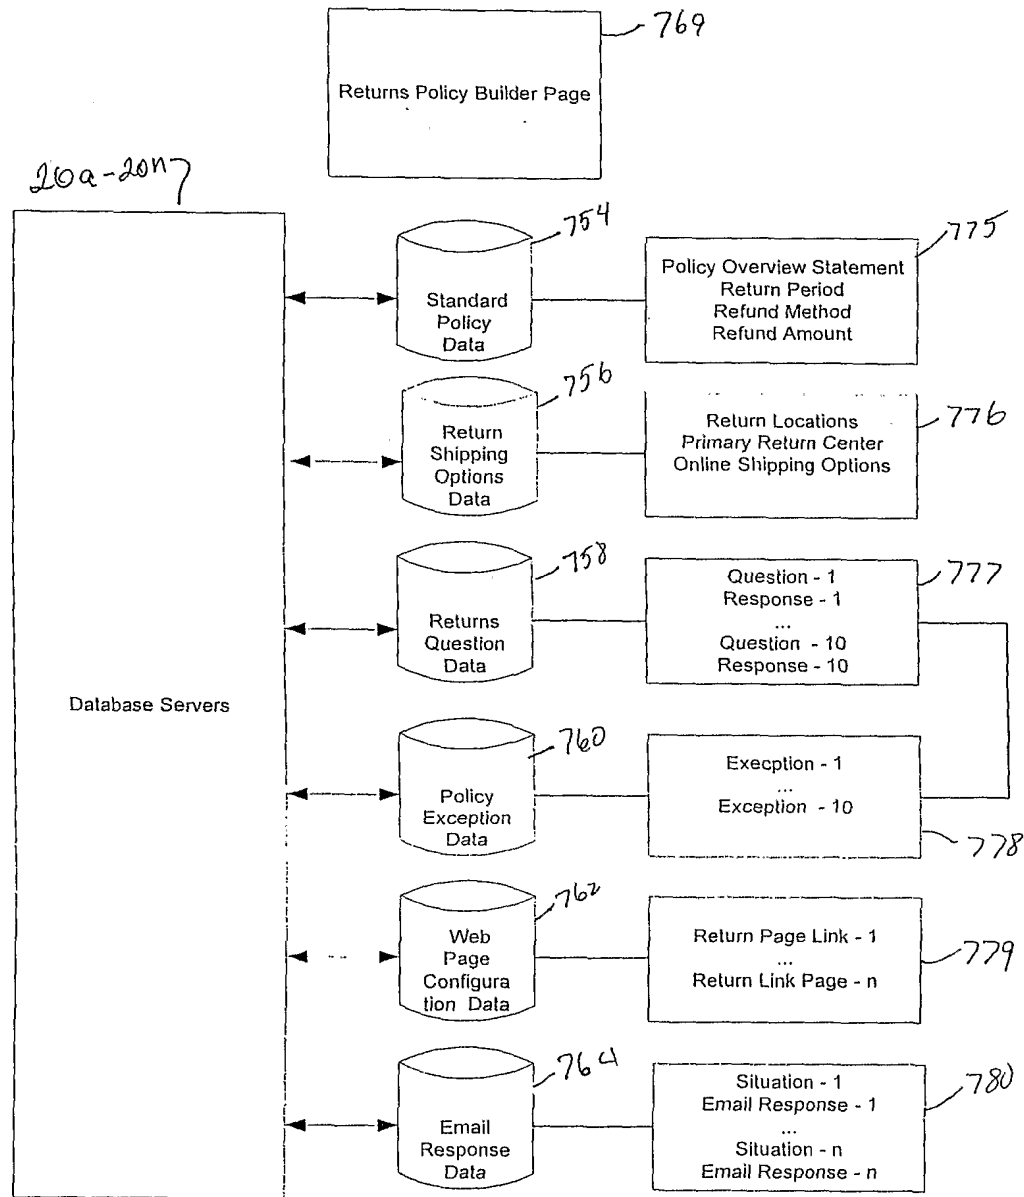 769
Returns Policy Builder Page
20a-20n
754
775
Standard
Policy
Data
Policy Overview Statement
Return Period
Refund Method
Refund Amount
756
776
Return
Shipping
Options
Data
Return Locations
Primary Return Center
Online Shipping Options
758
777
Returns
Question
Data
Question - 1
Response - 1
...
Question - 10
Response - 10
Database Servers
760
Policy
Exception
Data
Execption - 1
...
Exception - 10
778
762
Web
Page
Configura
tion Data
Return Page Link - 1
...
Return Link Page - n
779
764
Email
Response
Data
Situation - 1
Email Response - 1
...
Situation - n
Email Response - n
780